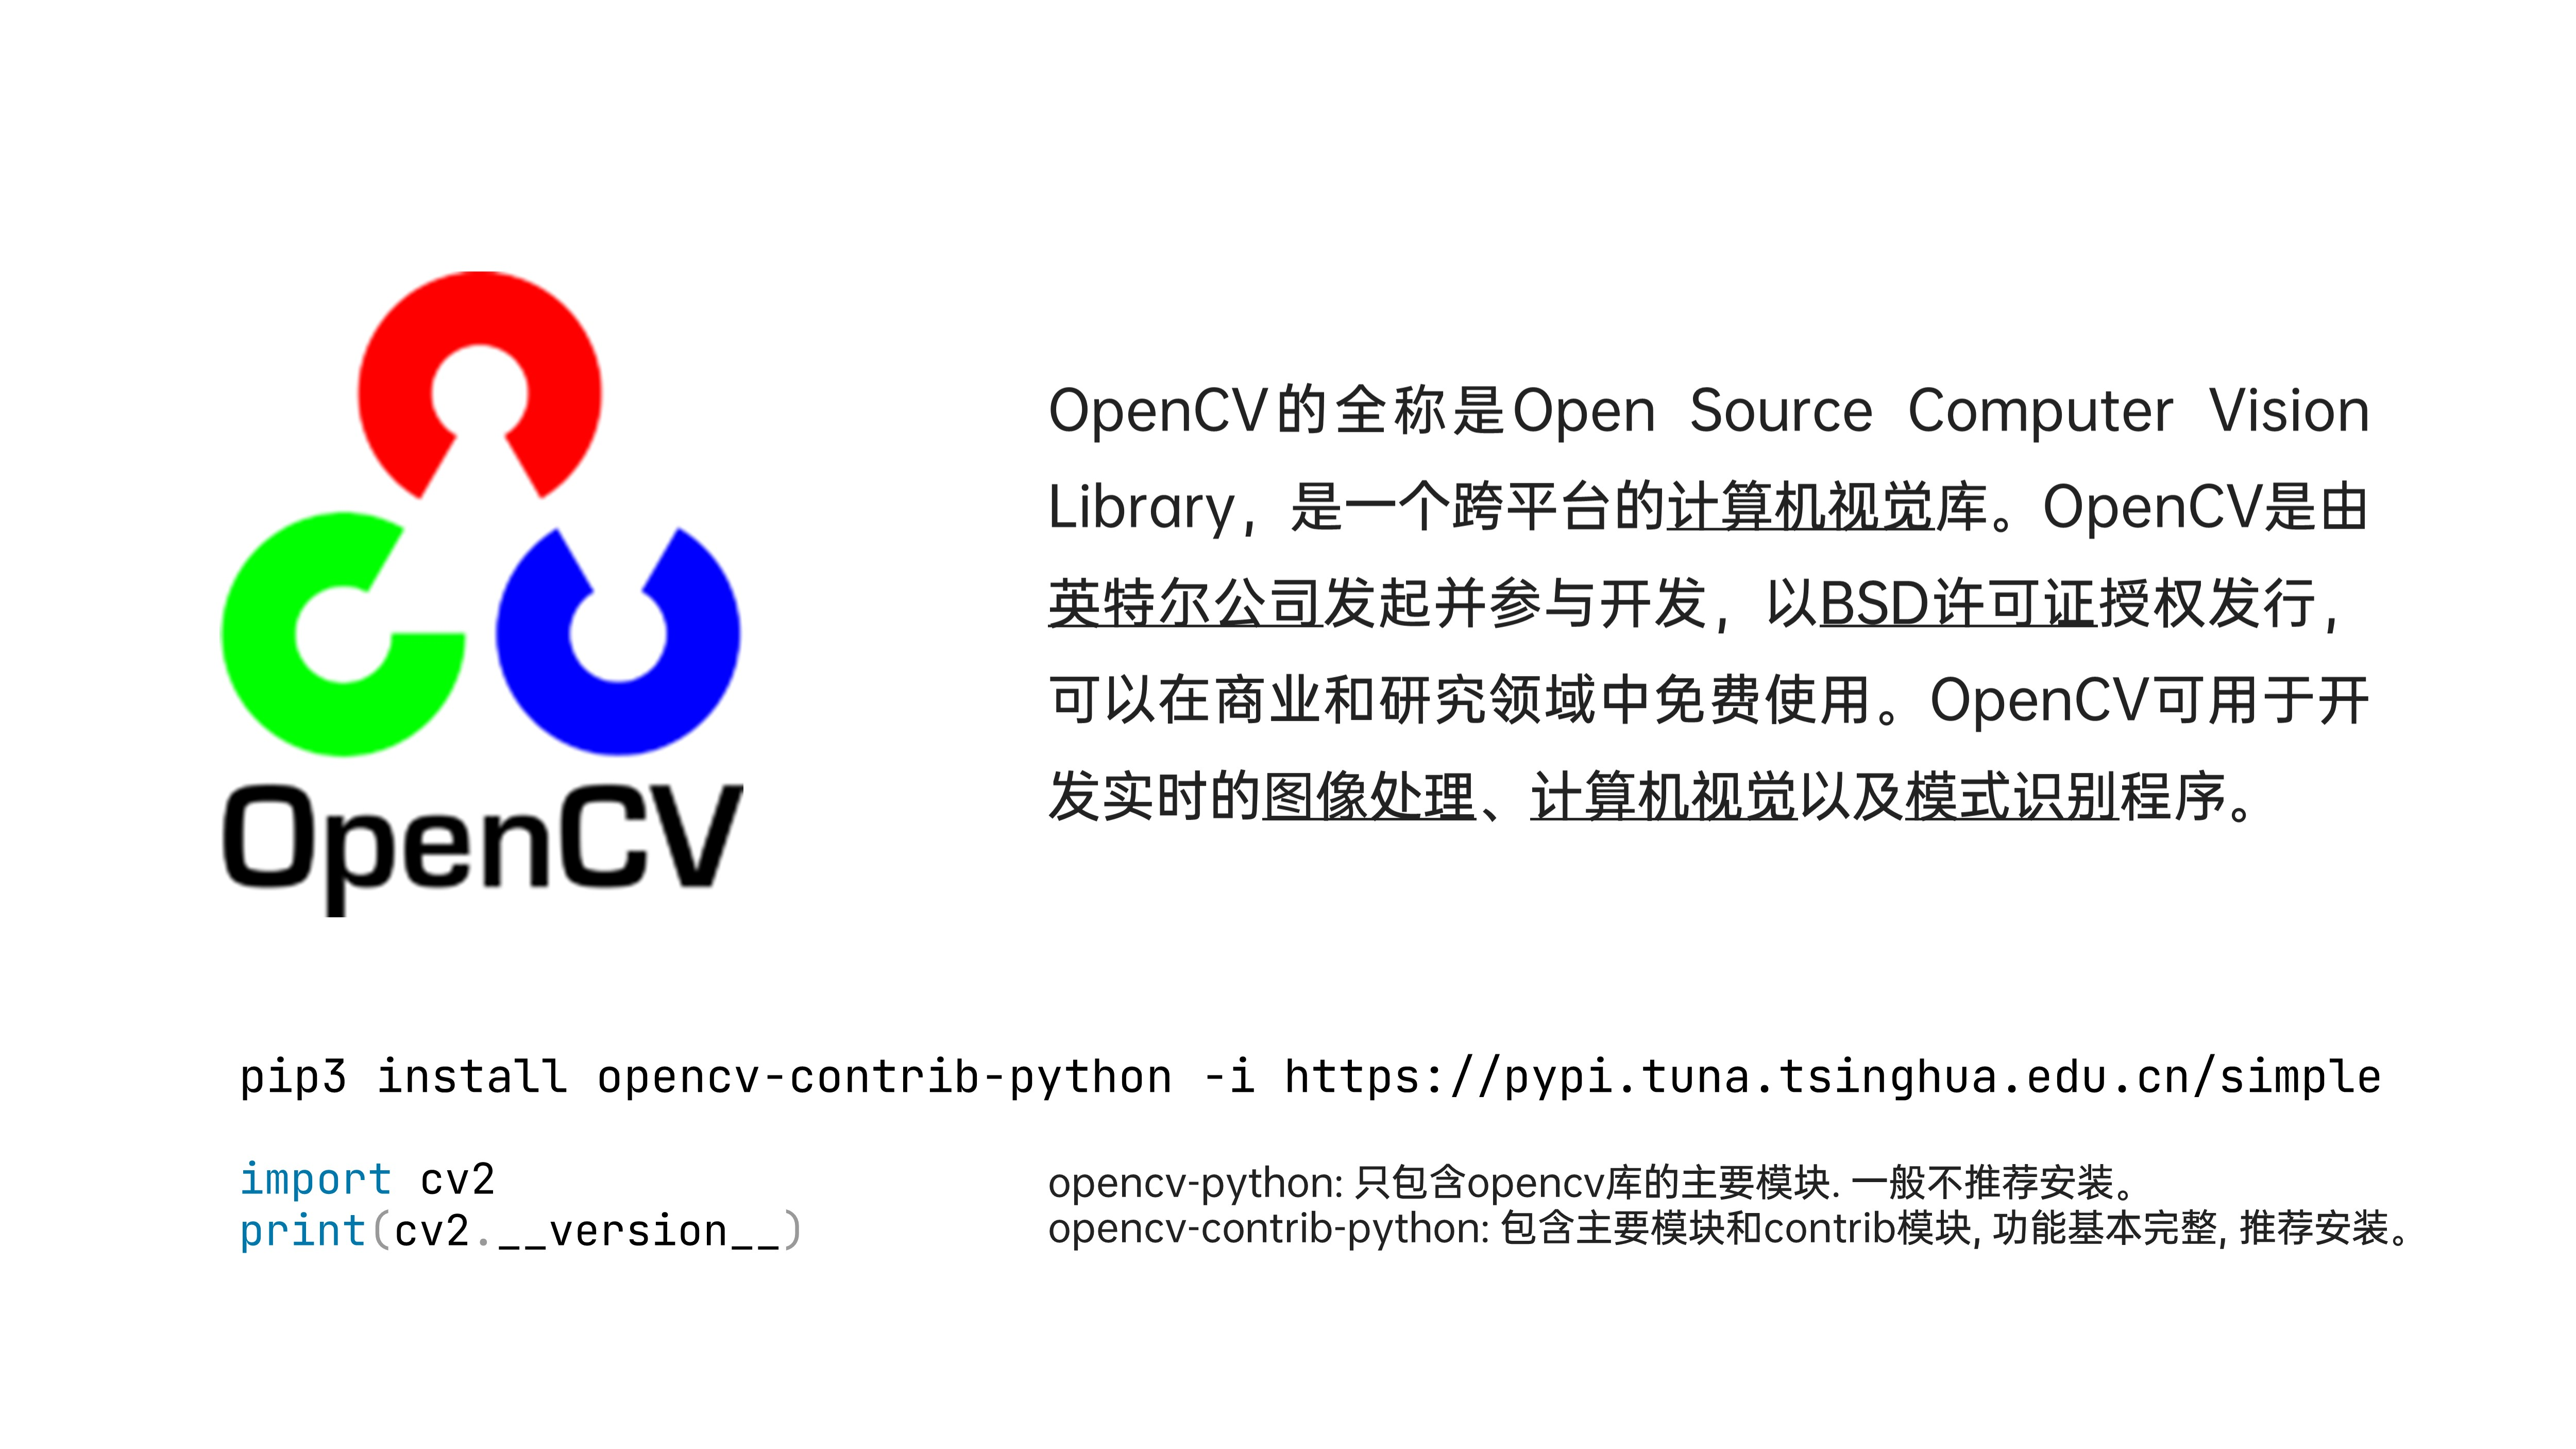 OpenCV
OpenCV的全称是Open Source Computer Vision
Library，是一个跨平台的计算机视觉库。OpenCV是由
英特尔公司发起并参与开发，以BSD许可证授权发行，
可以在商业和研究领域中免费使用。OpenCV可用于开
发实时的图像处理、计算机视觉以及模式识别程序。
pip3 install opencv-contrib-python -i https://pypi.tuna.tsinghua.edu.cn/simple
import cv2
print(cv2.__version__)
opencv-python: 只包含opencv库的主要模块. 一般不推荐安装。
opencv-contrib-python: 包含主要模块和contrib模块, 功能基本完整, 推荐安装。